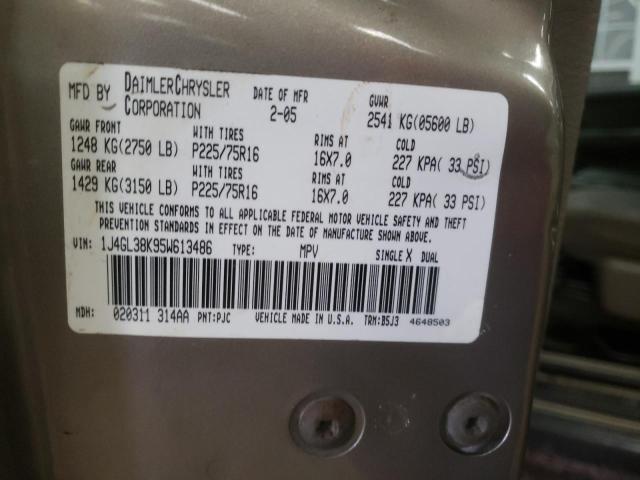 MFD BY DAIMLERCHRYSLER CORPORATION DATE OF MFR 2-05 GVWR 2541 KG(05600 LB)
GAWR FRONT WITH TIRES RIMS AT COLD
1248 KG(2750 LB) P225/75R16 16X7.0 227 KPA( 33 PSI)
GAWR REAR WITH TIRES RIMS AT COLD
1429 KG(3150 LB) P225/75R16 16X7.0 227 KPA( 33 PSI)
THIS VEHICLE CONFORMS TO ALL APPLICABLE FEDERAL MOTOR VEHICLE SAFETY AND THEFT
PREVENTION STANDARDS IN EFFECT ON THE DATE OF MANUFACTURE SHOWN ABOVE.
VIN: 1J4GL38K95W613486 TYPE: MPV SINGLE X DUAL
MDH: 020311 314AA PNT:PJC VEHICLE MADE IN U.S.A. TRM:B5J3 4648503